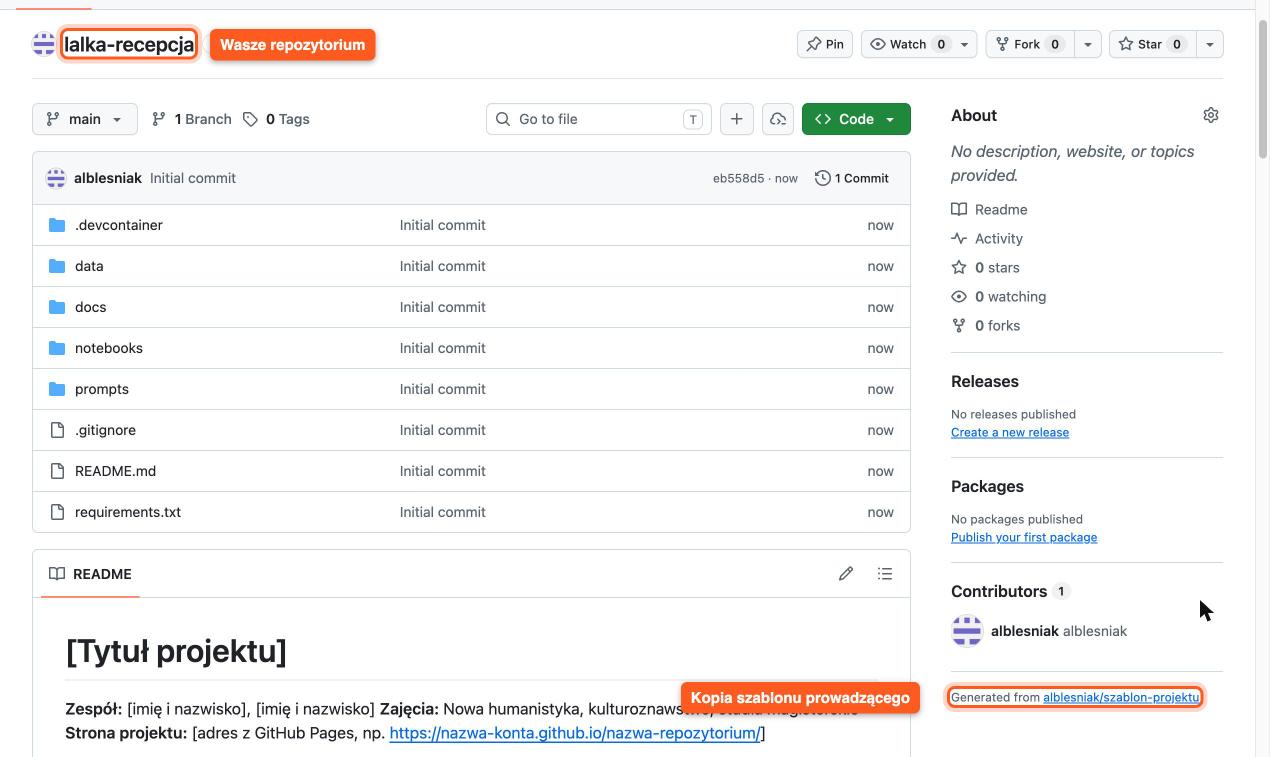 lalka-recepcja
Wasze repozytorium
Pin
Watch 0
Fork 0
Star 0
main
1 Branch
0 Tags
Go to file
T
Code
About
No description, website, or topics
provided.
Readme
Activity
0 stars
0 watching
0 forks
alblesniak Initial commit
eb558d5 · now
1 Commit
.devcontainer Initial commit now
data Initial commit now
docs Initial commit now
notebooks Initial commit now
prompts Initial commit now
.gitignore Initial commit now
README.md Initial commit now
requirements.txt Initial commit now
Releases
No releases published
Create a new release
Packages
No packages published
Publish your first package
Contributors 1
alblesniak alblesniak
Generated from alblesniak/szablon-projektu
README
[Tytuł projektu]
Kopia szablonu prowadzącego
Zespół: [imię i nezwisko], [imię i nazwisko] Zajęcia: Nowa humanistyka, kulturoznawstwo, studia magisterskie
Strona projektu: [adres z GitHub Pages, np. https://nazwa-konta.github.io/nazwa-repozytorium/]